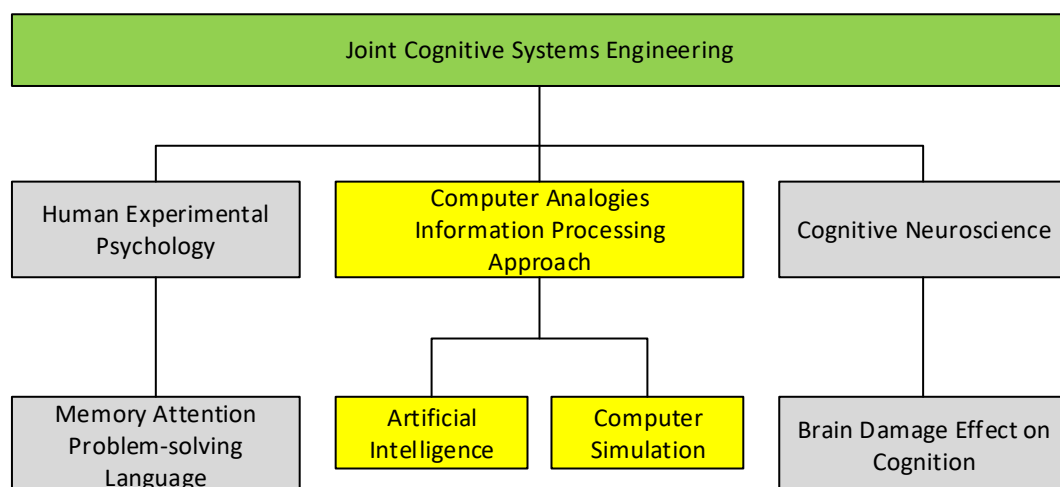 Joint Cognitive Systems Engineering
Human Experimental
Psychology
Computer Analogies
Information Processing
Approach
Cognitive Neuroscience
Memory Attention
Problem-solving
Language
Artificial
Intelligence
Computer
Simulation
Brain Damage Effect on
Cognition